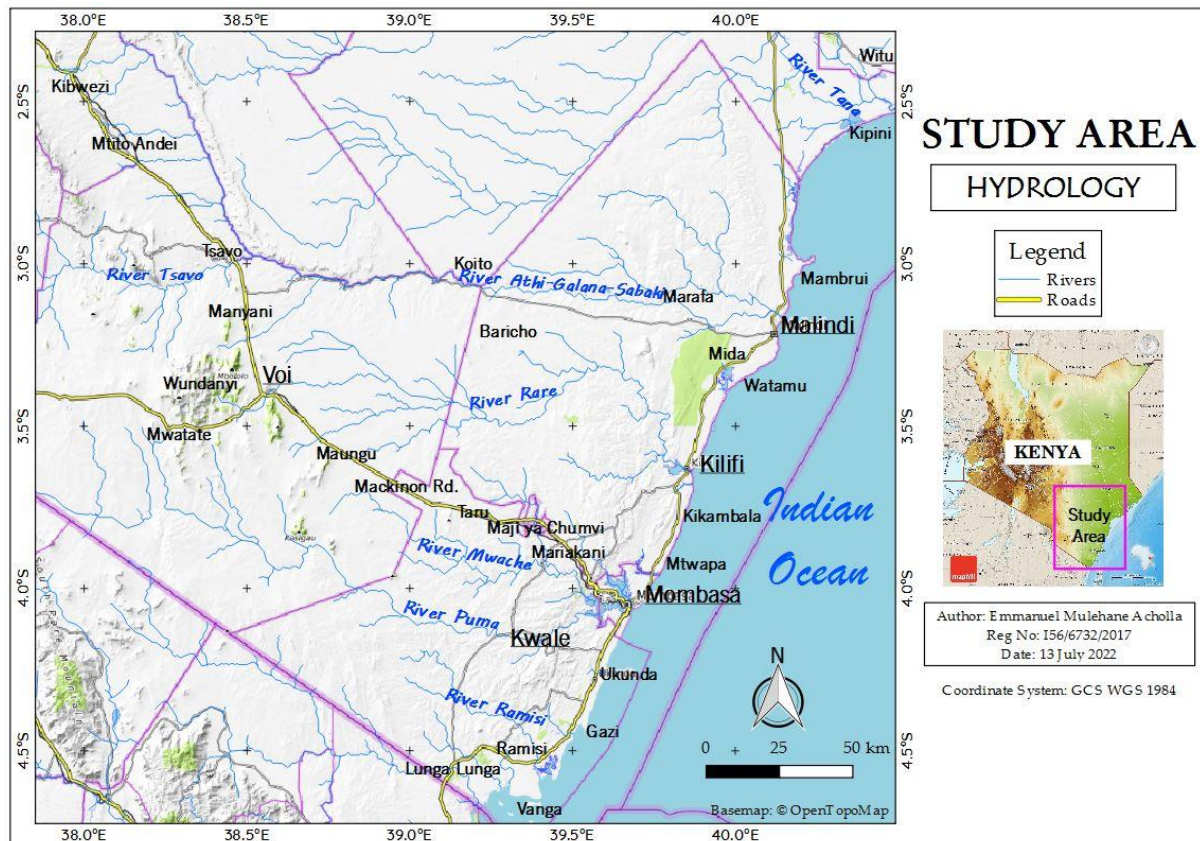 38.0°E 38.5°E 39.0°E 39.5°E 40.0°E
Witu
Kibwezi
River Tana
2.5°S 2.5°S
Kipini
Mtito Andei
Tsavo
3.0°S 3.0°S
River Tsavo
Koito
River Athi-Galana-Sabaki
Mambrui
Marafa
Manyani
Baricho
Malindi
Mida
Voi
Wundanyi
Watamu
River Rare
3.5°S 3.5°S
Mwatate
Maungu
Kilifi
Mackinon Rd.
Taru
Kikambala
Indian
Ocean
Maji ya Chumvi
Kasigau
River Mwache
Mariakani
Mtwapa
4.0°S 4.0°S
Mombasa
River Puma
Kwale
Ukunda
N
River Ramisi
Gazi
4.5°S 4.5°S
Ramisi
0 25 50 km
Lunga Lunga
Vanga
Basemap: © OpenTopoMap
38.0°E 38.5°E 39.0°E 39.5°E 40.0°E
STUDY AREA
HYDROLOGY
Legend
Rivers
Roads
KENYA
Study
Area
maphill
Author: Emmanuel Mulehane Acholla
Reg No: I56/6732/2017
Date: 13 July 2022
Coordinate System: GCS WGS 1984